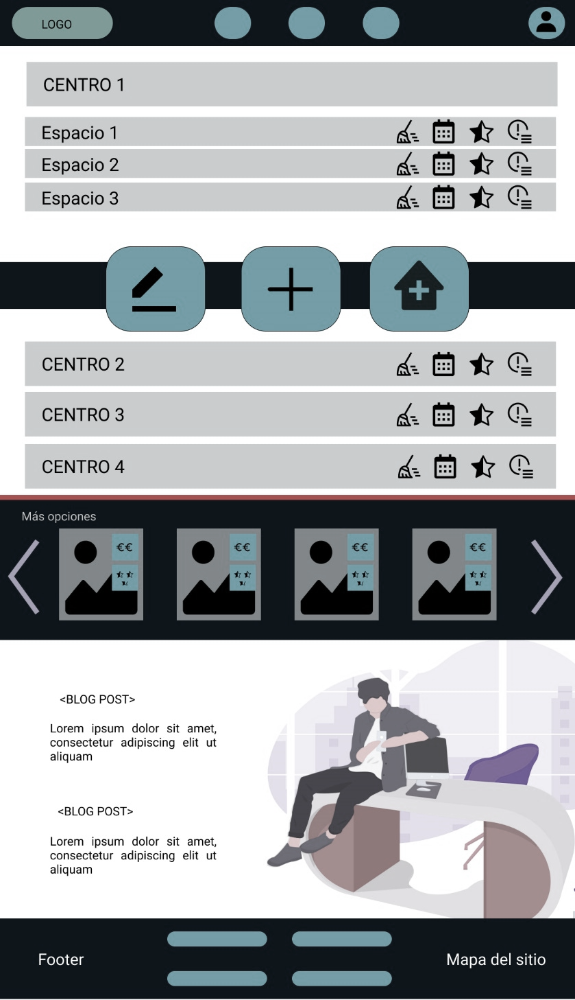 LOGO
CENTRO 1
Espacio 1
Espacio 2
Espacio 3
CENTRO 2
CENTRO 3
CENTRO 4
Más opciones
€€
€€
€€
€€
<BLOG POST>
Lorem ipsum dolor sit amet,
consectetur adipiscing elit ut
aliquam
<BLOG POST>
Lorem ipsum dolor sit amet,
consectetur adipiscing elit ut
aliquam
Footer
Mapa del sitio